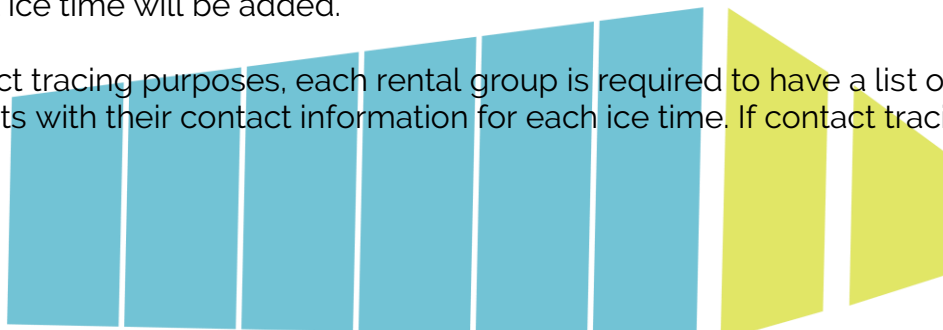 ice time will be added.
ct tracing purposes, each rental group is required to have a list o
ts with their contact information for each ice time. If contact traci